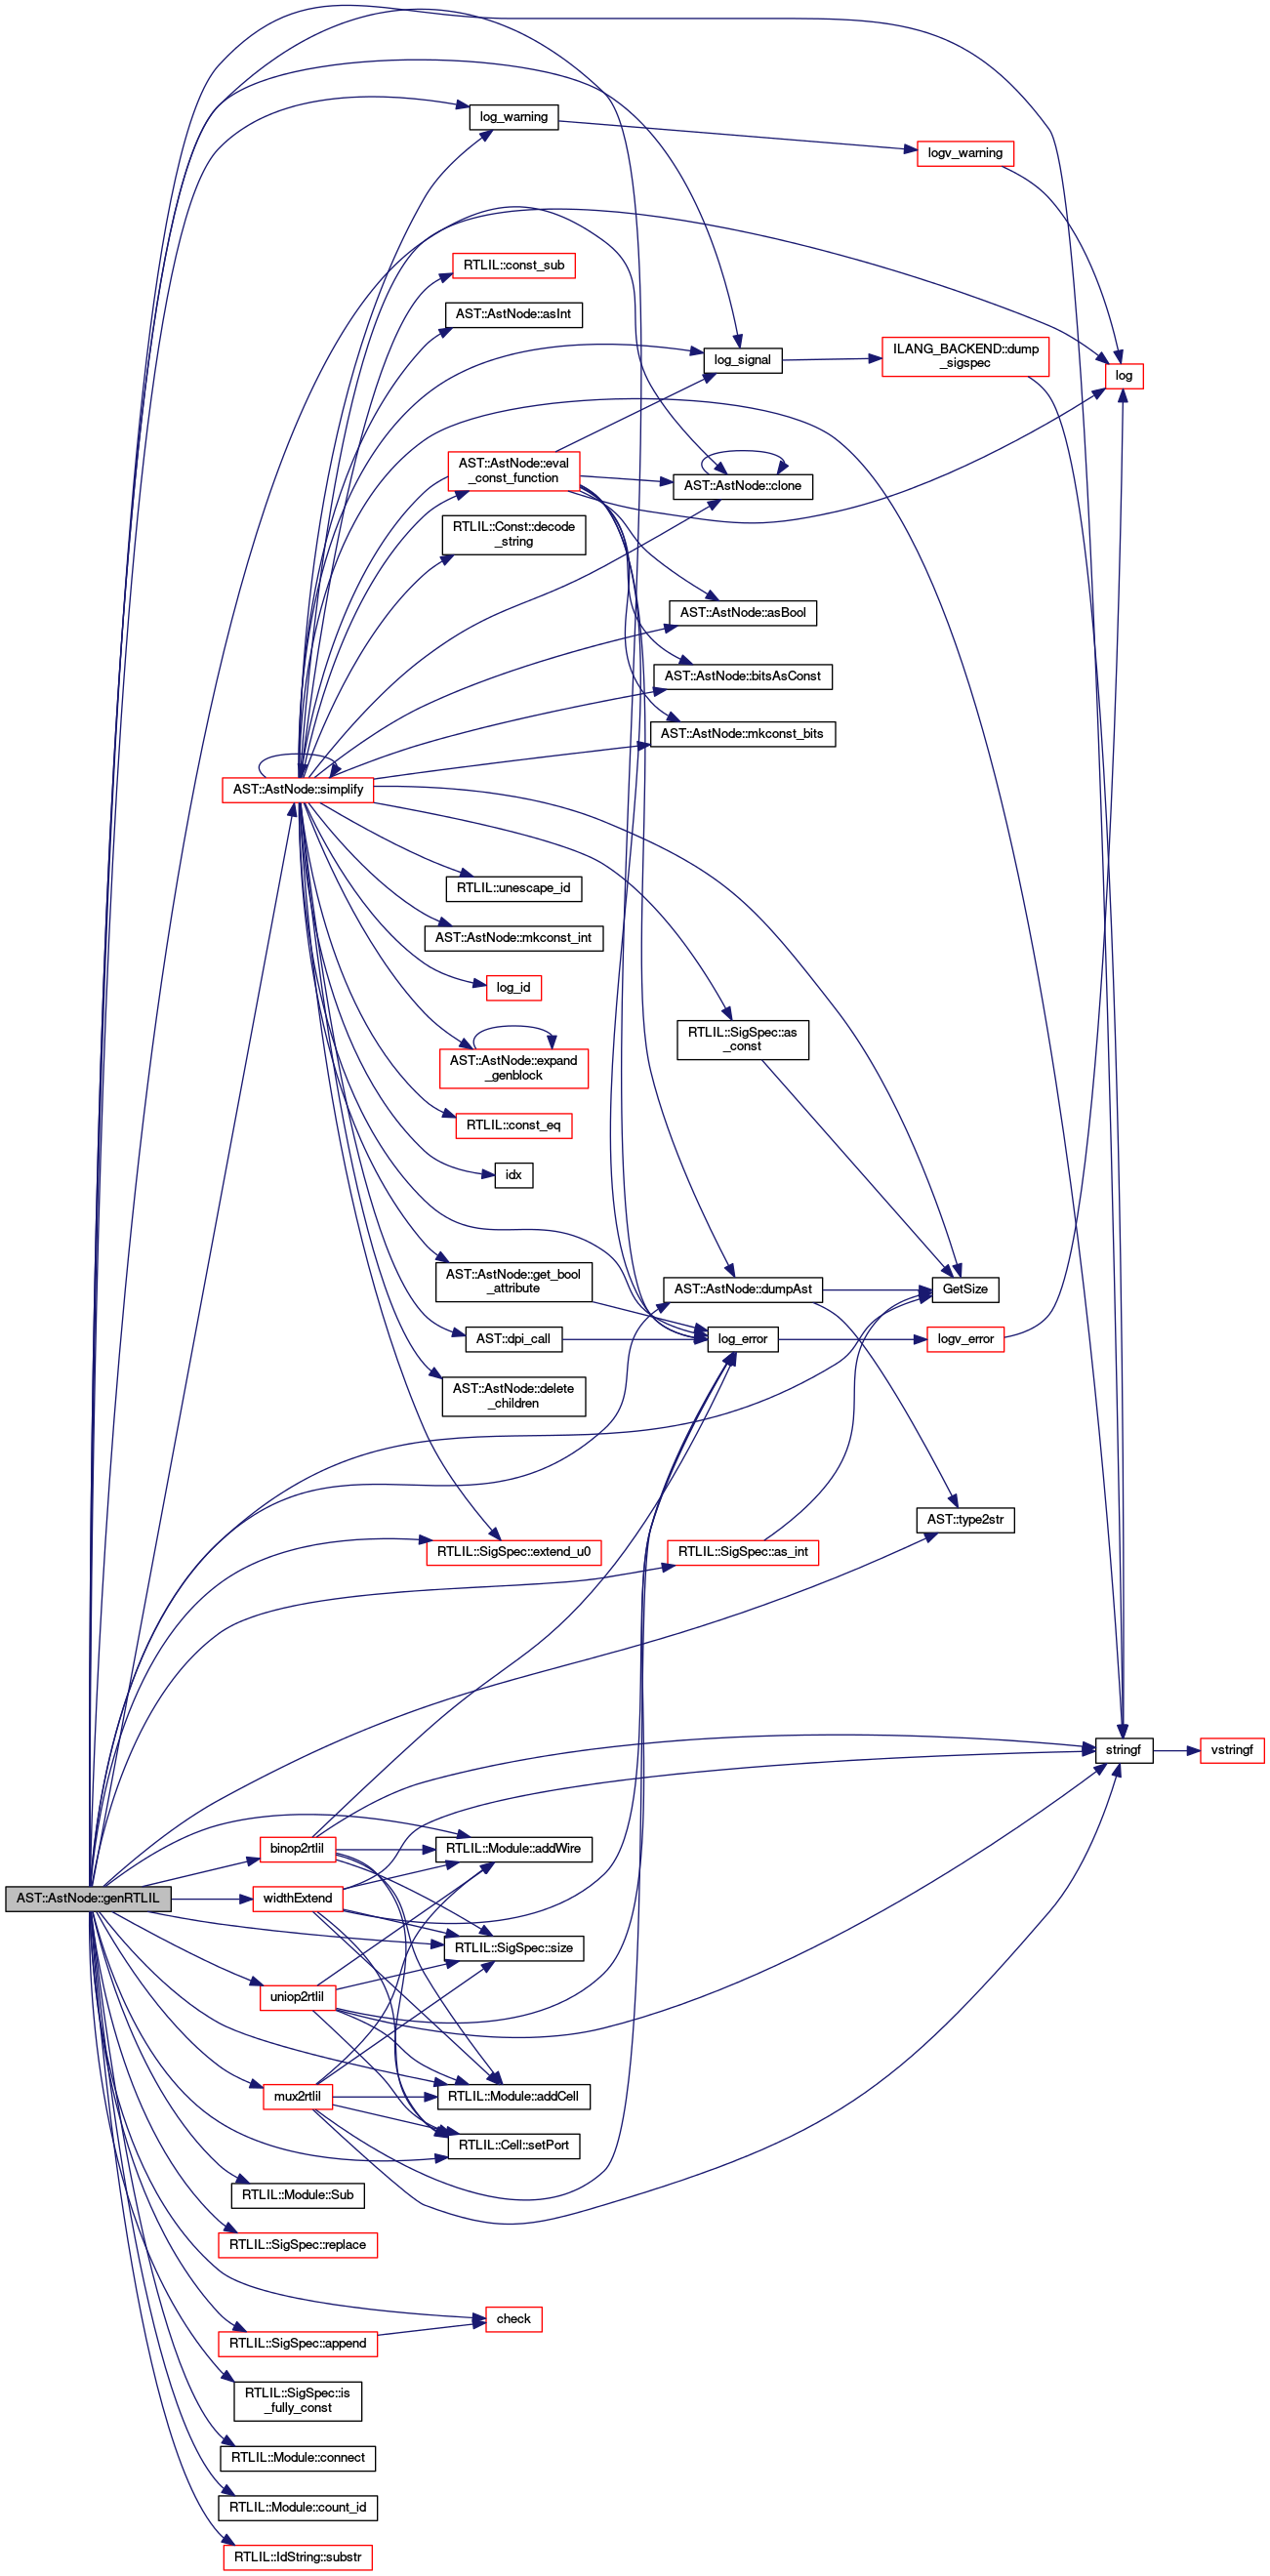 log_warning
logv_warning
RTLIL::const_sub
AST::AstNode::asInt
log_signal
ILANG_BACKEND::dump
_sigspec
log
AST::AstNode::eval
_const_function
AST::AstNode::clone
RTLIL::Const::decode
_string
AST::AstNode::asBool
AST::AstNode::bitsAsConst
AST::AstNode::mkconst_bits
AST::AstNode::simplify
RTLIL::unescape_id
AST::AstNode::mkconst_int
log_id
RTLIL::SigSpec::as
_const
AST::AstNode::expand
_genblock
RTLIL::const_eq
idx
AST::AstNode::get_bool
_attribute
AST::AstNode::dumpAst
GetSize
AST::dpi_call
log_error
logv_error
AST::AstNode::delete
_children
AST::type2str
RTLIL::SigSpec::extend_u0
RTLIL::SigSpec::as_int
stringf
vstringf
binop2rtlil
RTLIL::Module::addWire
AST::AstNode::genRTLIL
widthExtend
RTLIL::SigSpec::size
uniop2rtlil
mux2rtlil
RTLIL::Module::addCell
RTLIL::Cell::setPort
RTLIL::Module::Sub
RTLIL::SigSpec::replace
check
RTLIL::SigSpec::append
RTLIL::SigSpec::is
_fully_const
RTLIL::Module::connect
RTLIL::Module::count_id
RTLIL::IdString::substr